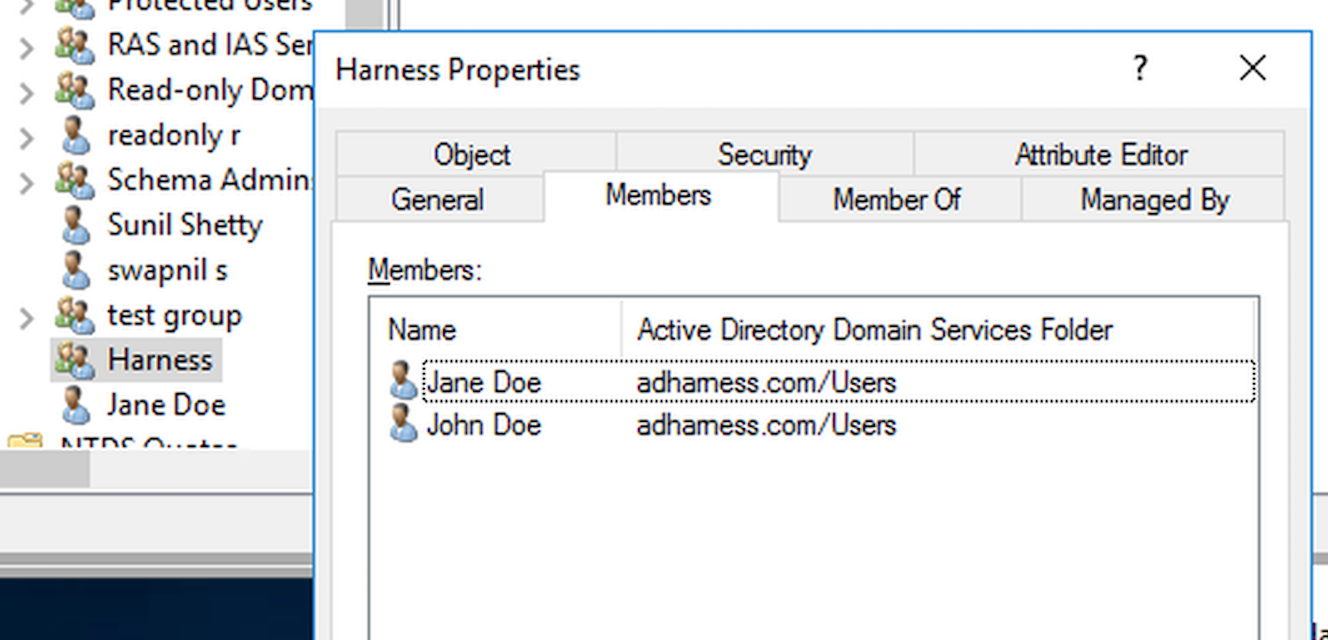 Protected Users
RAS and IAS Ser
Read-only Dom
readonly r
Schema Admins
Sunil Shetty
swapnil s
test group
Harness
Jane Doe
NTDS Quotas
Harness Properties
?
Object Security Attribute Editor
General Members Member Of Managed By
Members:
Name Active Directory Domain Services Folder
Jane Doe adharness.com/Users
John Doe adharness.com/Users